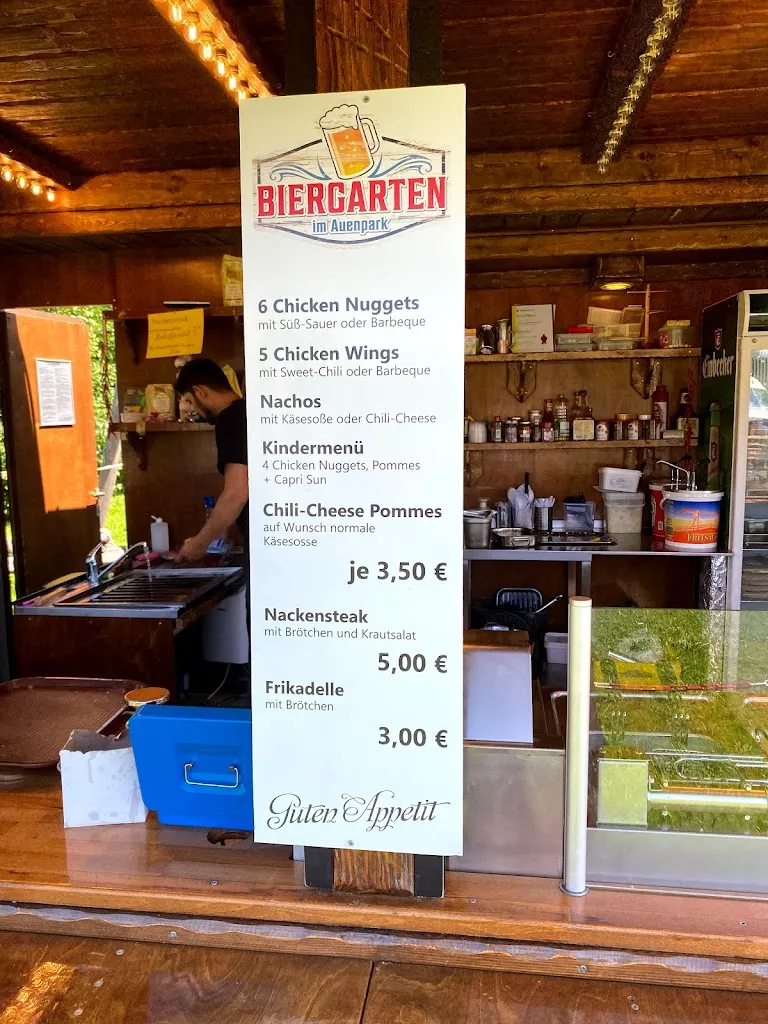 BIERGARTEN
im Auenpark
6 Chicken Nuggets
mit Süß-Sauer oder Barbeque
5 Chicken Wings
mit Sweet-Chili oder Barbeque
Nachos
mit Käsesoße oder Chili-Cheese
Kindermenü
4 Chicken Nuggets, Pommes
+ Capri Sun
Chili-Cheese Pommes
auf Wunsch normale
Käsesosse
je 3,50 €
Nackensteak
mit Brötchen und Krautsalat
5,00 €
Frikadelle
mit Brötchen
3,00 €
Guten Appetit
Einbecker